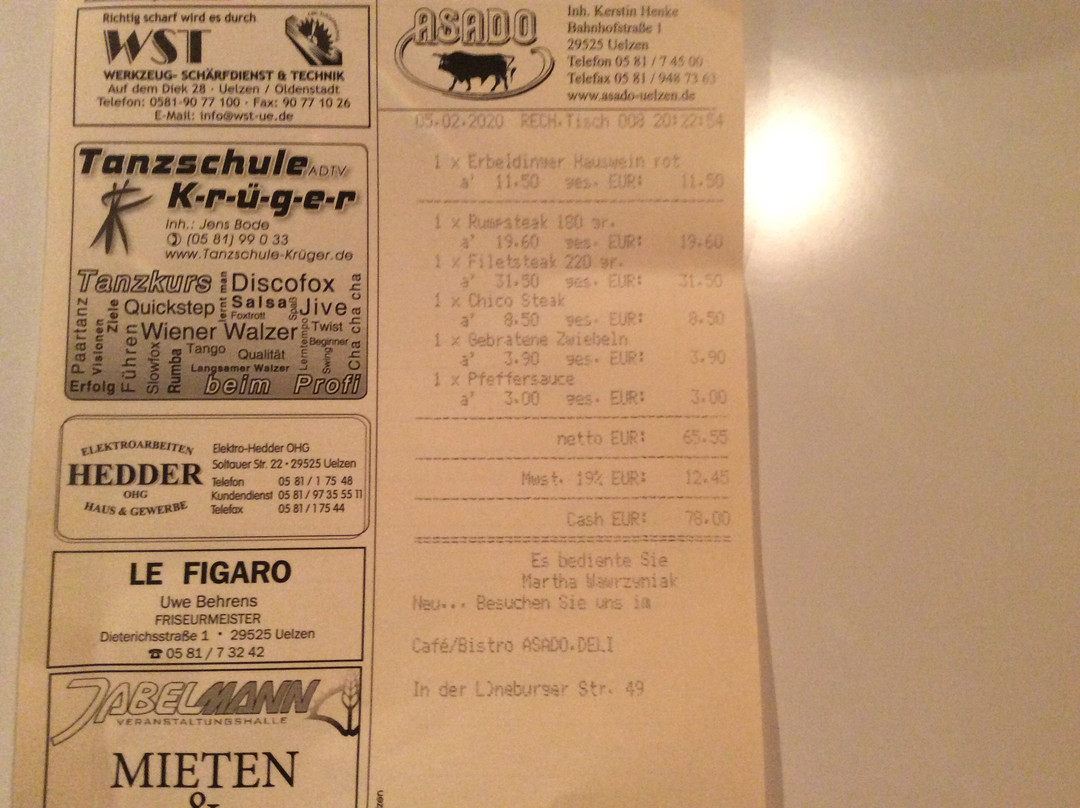 Richtig scharf wird es durch
WST
WERKZEUG- SCHÄRFDIENST & TECHNIK
Auf dem Diek 28 · Uelzen / Oldenstadt
Telefon: 0581-90 77 100 · Fax: 90 77 10 26
E-Mail: info@wst-ue.de
Tanzschule ADTV
K-r-ü-g-e-r
Inh.: Jens Bode
(05 81) 99 0 33
www.Tanzschule-Krüger.de
Tanzkurs
lernt man
Discofox
Paartanz
Visionen
Ziele
Quickstep
Salsa
Foxtrott
Spaß
Jive
Cha cha cha
Führen
Wiener Walzer
Twist
Slowfox
Rumba
Tango
Qualität
Lerntempo
Swing
Beginner
Langsamer Walzer
Erfolg
beim Profi
ELEKTROARBEITEN
HEDDER
OHG
HAUS & GEWERBE
Elektro-Hedder OHG
Soltauer Str. 22 · 29525 Uelzen
Telefon 05 81 / 1 75 48
Kundendienst 05 81 / 97 35 55 11
Telefax 05 81 / 1 75 44
LE FIGARO
Uwe Behrens
FRISEURMEISTER
Dieterichsstraße 1 · 29525 Uelzen
☎ 05 81 / 7 32 42
JABELMANN
VERANSTALTUNGSHALLE
MIETEN
&
ASADO
Inh. Kerstin Henke
Bahnhofstraße 1
29525 Uelzen
Telefon 05 81 / 7 45 00
Telefax 05 81 / 948 73 63
www.asado-uelzen.de
05.02.2020 RECH.Tisch 008 20:22:54
1 x Erbeldinger Hauswein rot
a' 11.50 ges. EUR: 11.50
1 x Rumpsteak 180 gr.
a' 19.60 ges. EUR: 19.60
1 x Filetsteak 220 gr.
a' 31.50 ges. EUR: 31.50
1 x Chico Steak
a' 8.50 ges. EUR: 8.50
1 x Gebratene Zwiebeln
a' 3.90 ges. EUR: 3.90
1 x Pfeffersauce
a' 3.00 ges. EUR: 3.00
netto EUR: 65.55
Mwst. 19% EUR: 12.45
Cash EUR: 78.00
Es bediente Sie
Martha Wawrzyniak
Neu... Besuchen Sie uns im
Café/Bistro ASADO.DELI
In der L)neburger Str. 49